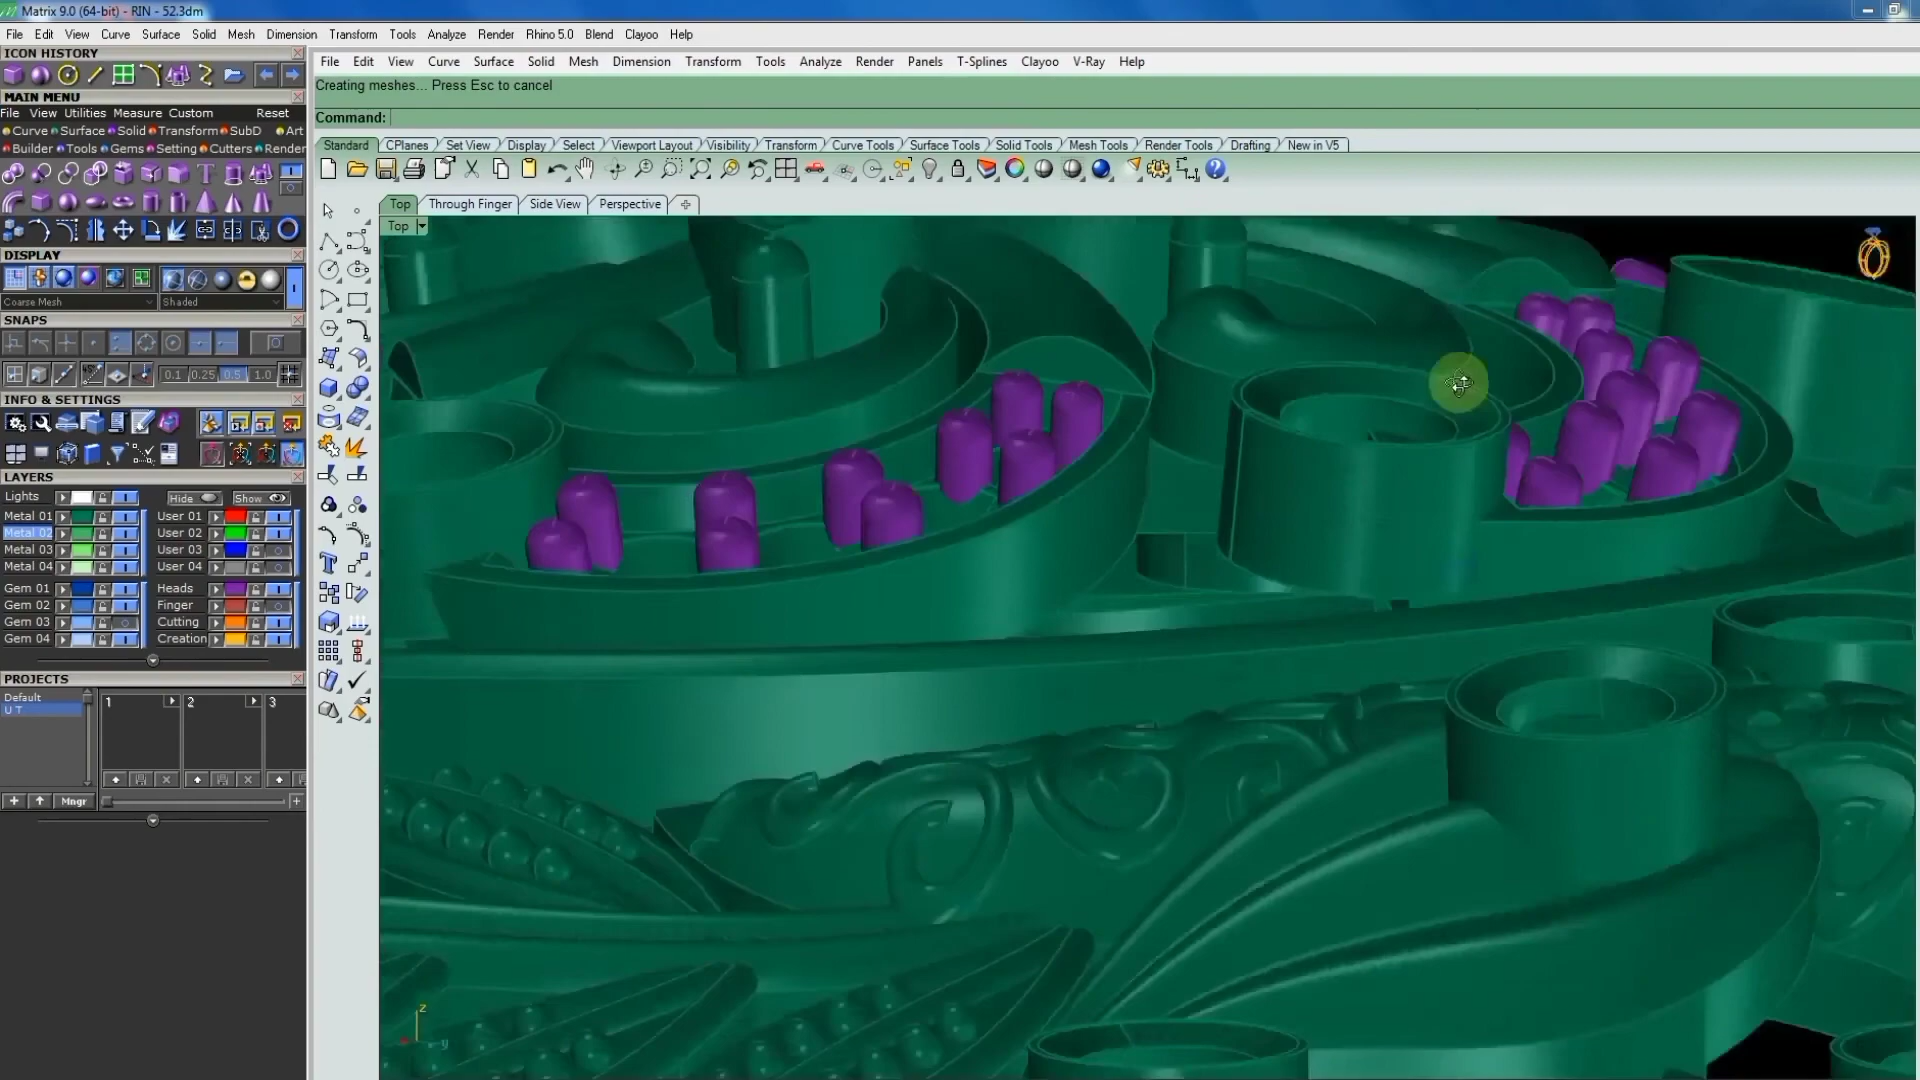 Matrix 9.0 (64-bit) - RIN - 52.3dm
File Edit View Curve Surface Solid Mesh Dimension Transform Tools Analyze Render Rhino 5.0 Blend Clayoo Help
ICON HISTORY
MAIN MENU
File View Utilities Measure Custom Reset
Curve Surface Solid Transform SubD Art
Builder Tools Gems Setting Cutters Render
DISPLAY
Coarse Mesh Shaded
SNAPS
0.1 0.25 0.5 1.0
INFO & SETTINGS
LAYERS
Lights Hide Show
Metal 01 User 01
Metal 02 User 02
Metal 03 User 03
Metal 04 User 04
Gem 01 Heads
Gem 02 Finger
Gem 03 Cutting
Gem 04 Creation
PROJECTS
Default
U T
1 2 3
Mngr
File Edit View Curve Surface Solid Mesh Dimension Transform Tools Analyze Render Panels T-Splines Clayoo V-Ray Help
Creating meshes... Press Esc to cancel
Command:
Standard CPlanes Set View Display Select Viewport Layout Visibility Transform Curve Tools Surface Tools Solid Tools Mesh Tools Render Tools Drafting New in V5
Top Through Finger Side View Perspective
Top
z
y